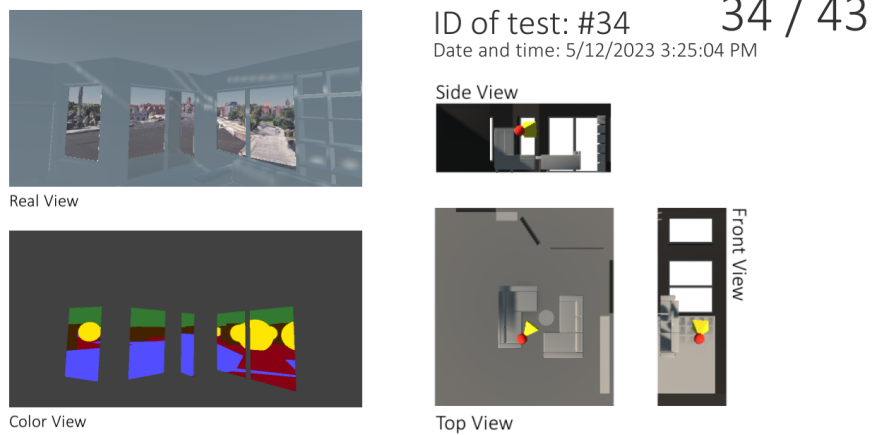 ID of test: #34
34 / 43
Date and time: 5/12/2023 3:25:04 PM
Side View
Real View
Front View
Color View
Top View